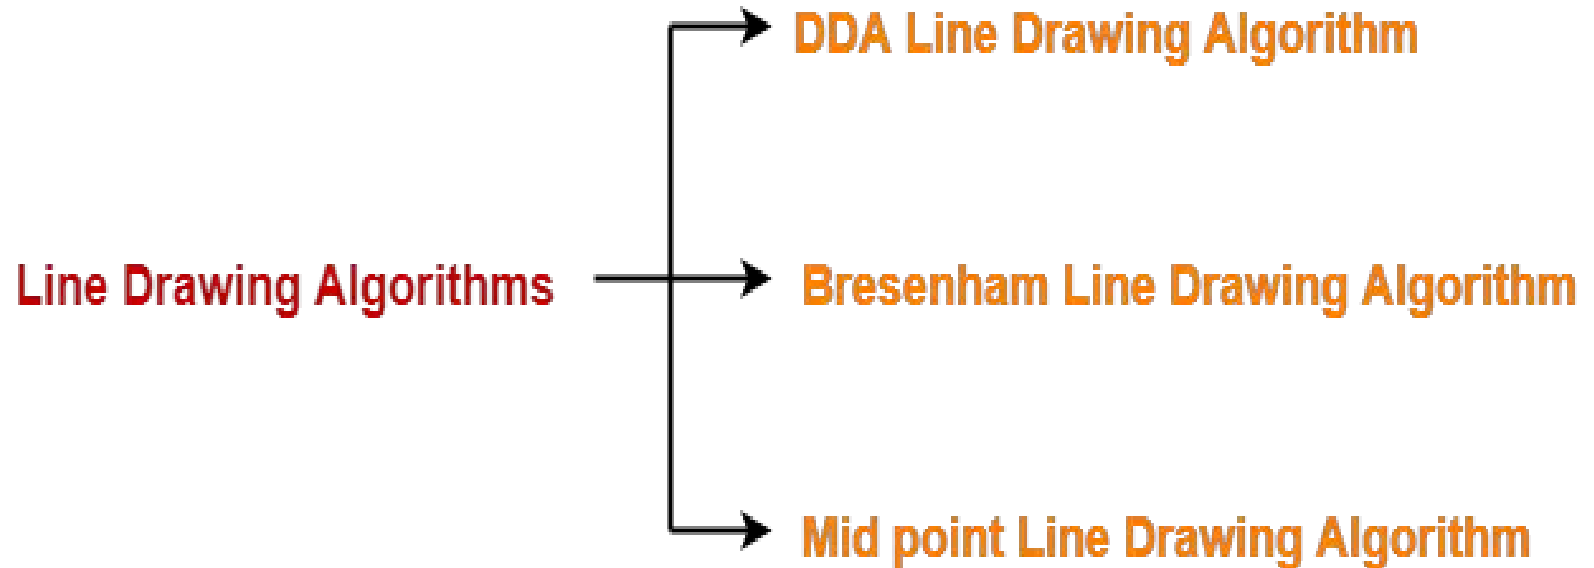 DDA Line Drawing Algorithm
Line Drawing Algorithms
Bresenham Line Drawing Algorithm
Mid point Line Drawing Algorithm